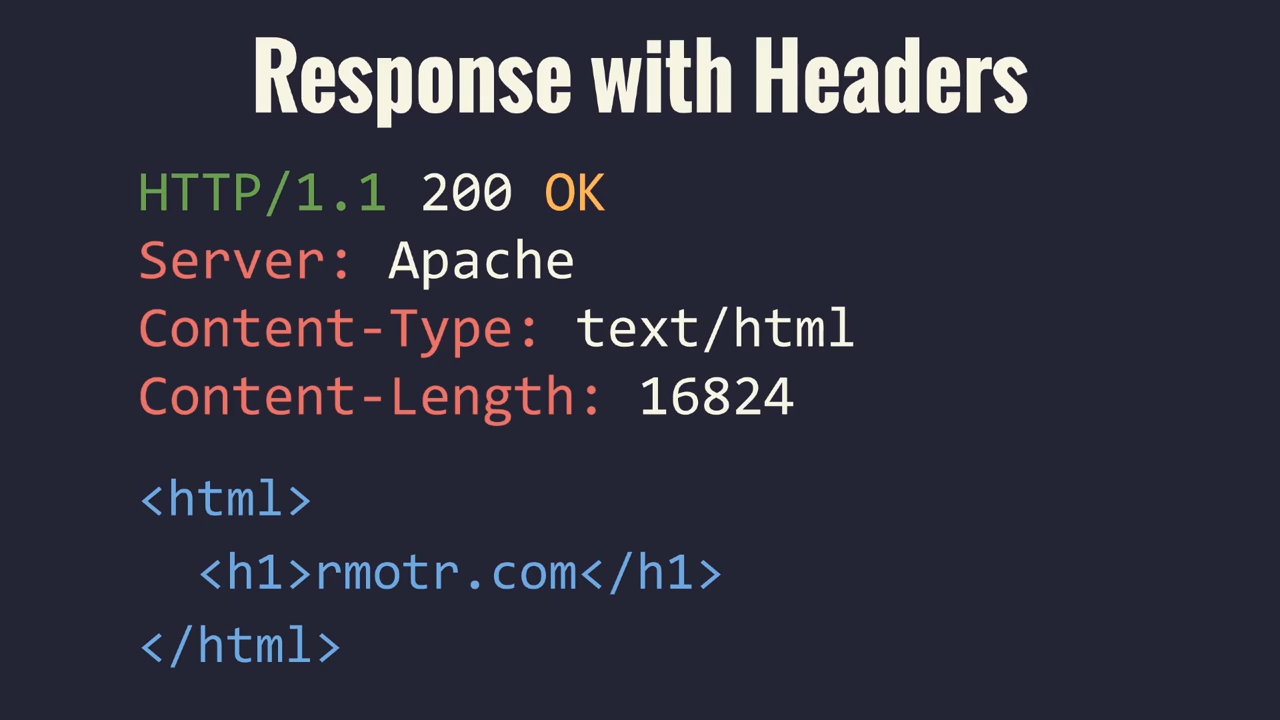 Response with Headers
HTTP/1.1 200 OK
Server: Apache
Content-Type: text/html
Content-Length: 16824
<html>
<h1>rmotr.com</h1>
</html>